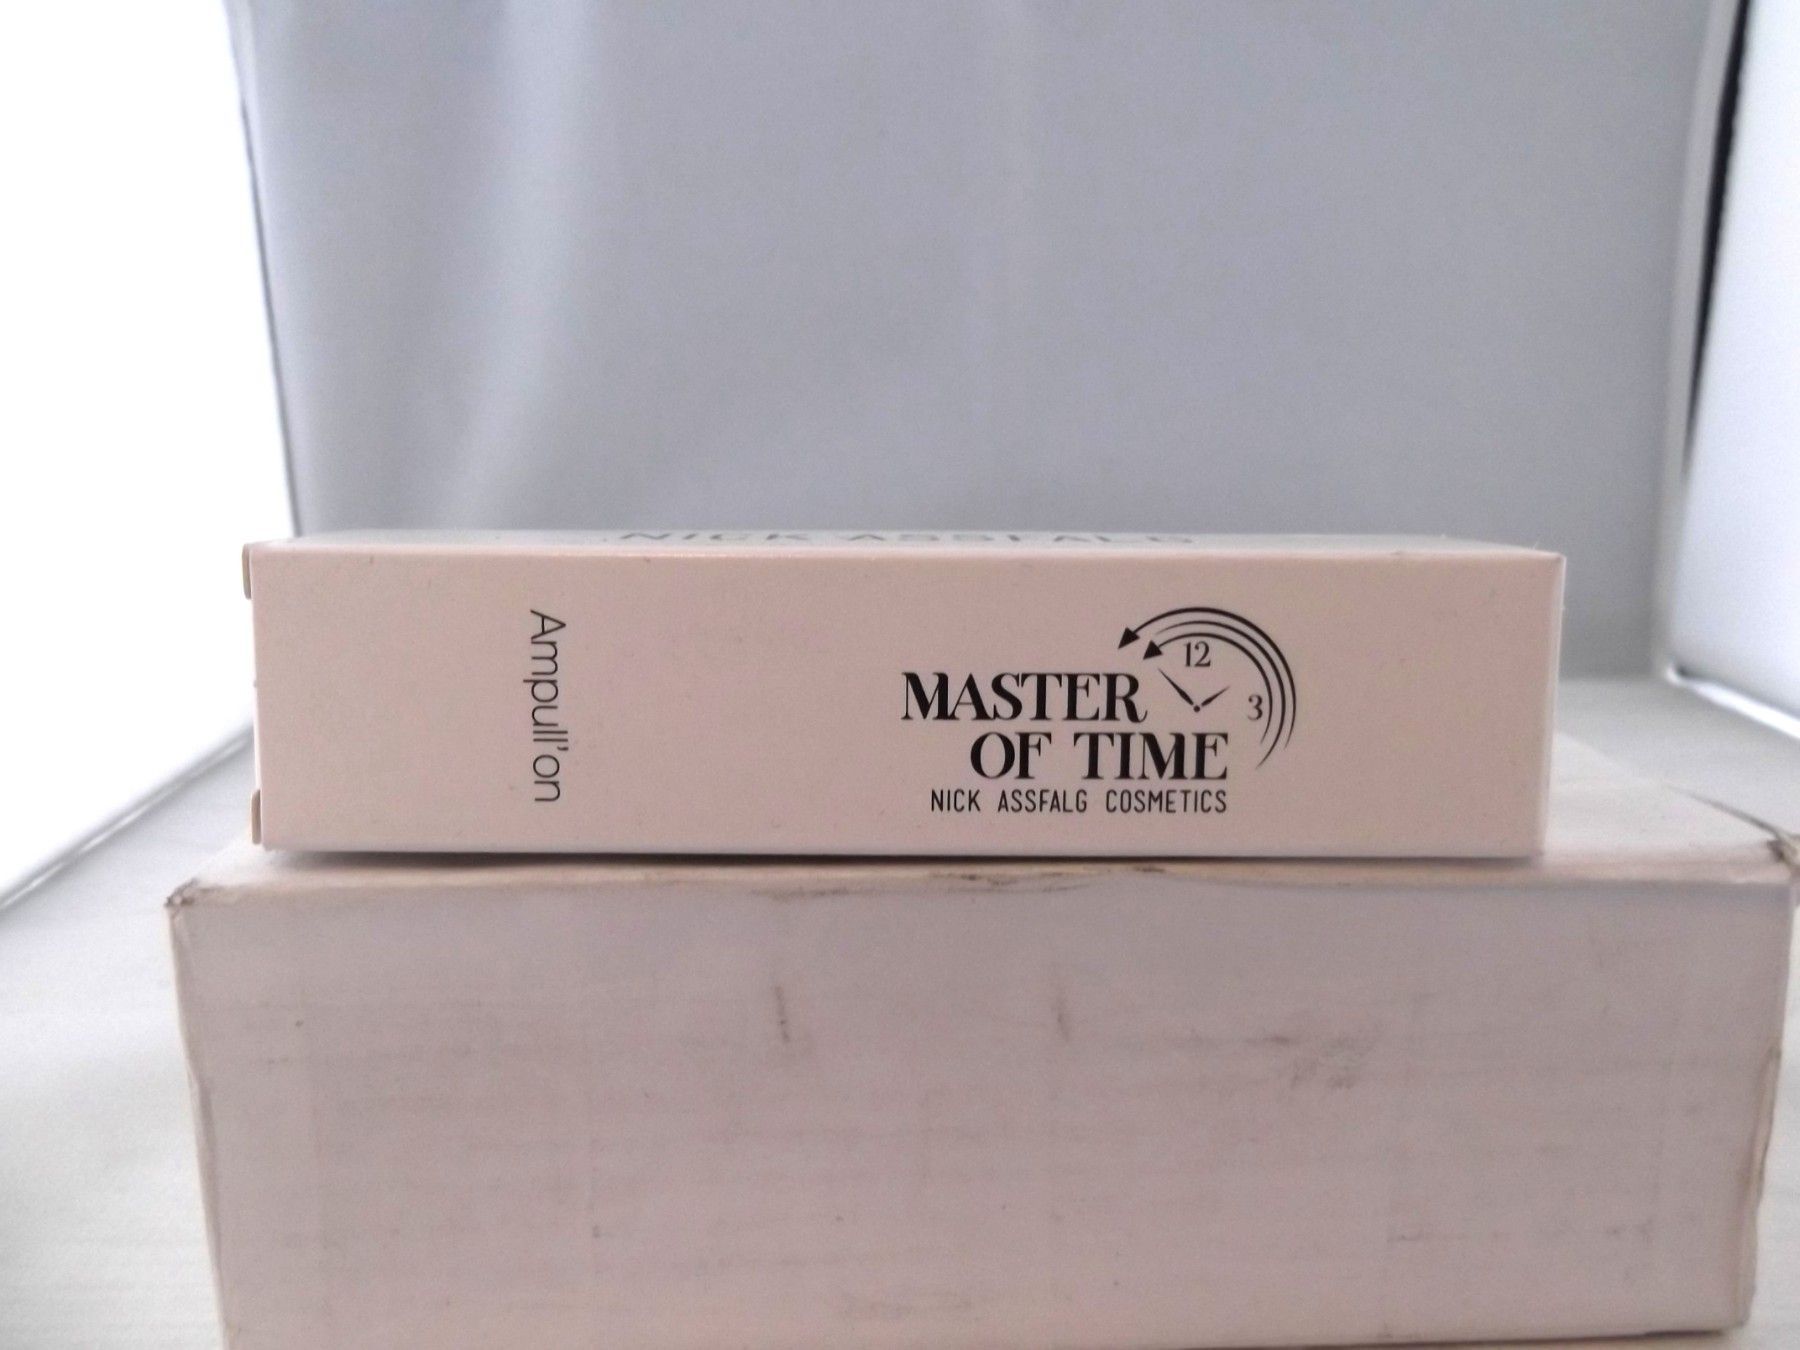 NICK ASSFALG
Ampull'on
12
3
MASTER
OF TIME
NICK ASSFALG COSMETICS